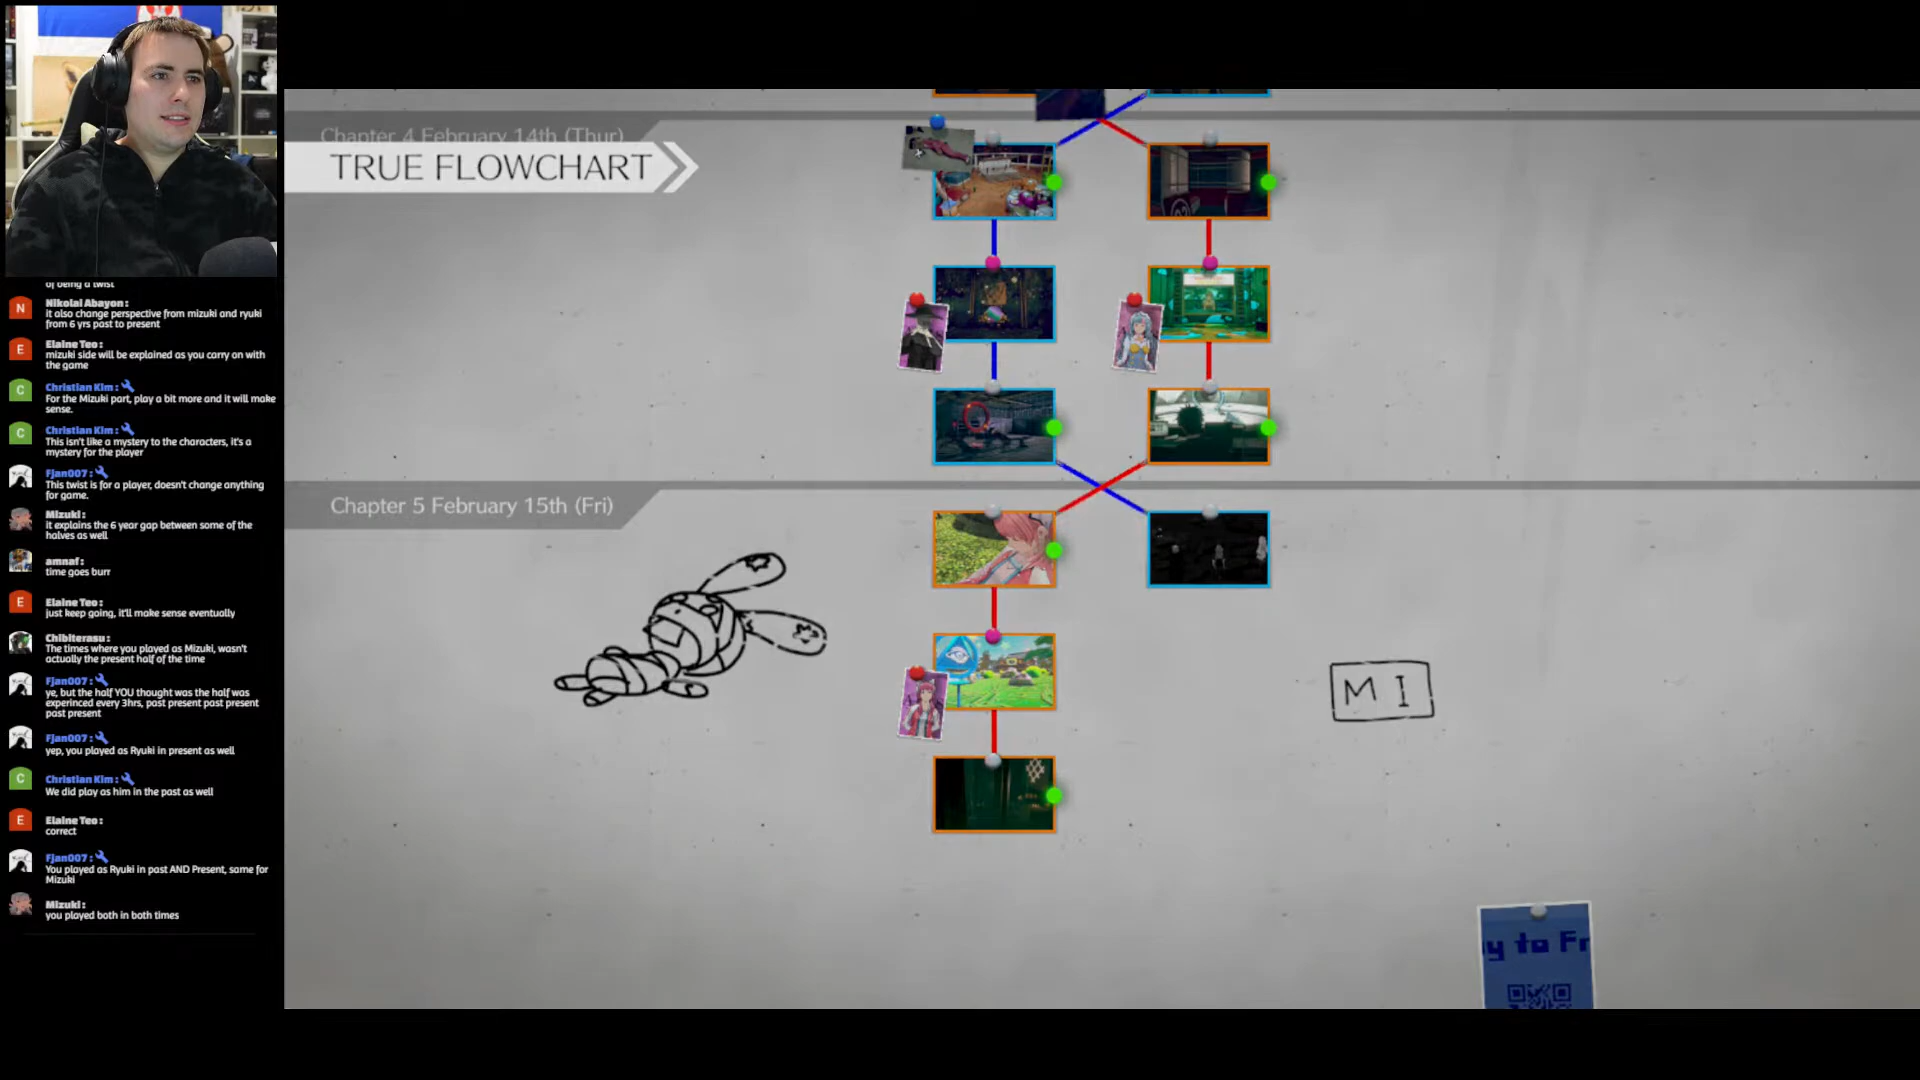 of being a twist
Nikolai Abayon :
it also change perspective from mizuki and ryuki
from 6 yrs past to present
Elaine Teo :
mizuki side will be explained as you carry on with
the game
Christian Kim :
For the Mizuki part, play a bit more and it will make
sense.
Christian Kim :
This isn't like a mystery to the characters, it's a
mystery for the player
Fjan007 :
This twist is for a player, doesn't change anything
for game.
Mizuki :
it explains the 6 year gap between some of the
halves as well
amnaf :
time goes burr
Elaine Teo :
just keep going, it'll make sense eventually
Chibiterasu :
The times where you played as Mizuki, wasn't
actually the present half of the time
Fjan007 :
ye, but the half YOU thought was the half was
experinced every 3hrs, past present past present
past present
Fjan007 :
yep, you played as Ryuki in present as well
Christian Kim :
We did play as him in the past as well
Elaine Teo :
correct
Fjan007 :
You played as Ryuki in past AND Present, same for
Mizuki
Mizuki :
you played both in both times
N
E
C
C
E
C
E
Chapter 4 February 14th (Thur)
TRUE FLOWCHART
Chapter 5 February 15th (Fri)
M I
y to Fr